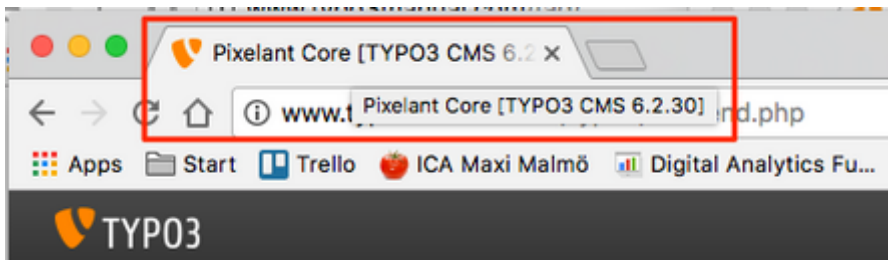 Pixelant Core [TYPO3 CMS 6.2
Pixelant Core [TYPO3 CMS 6.2.30]
www.t nd.php
Apps Start Trello ICA Maxi Malmö Digital Analytics Fu...
TYPO3